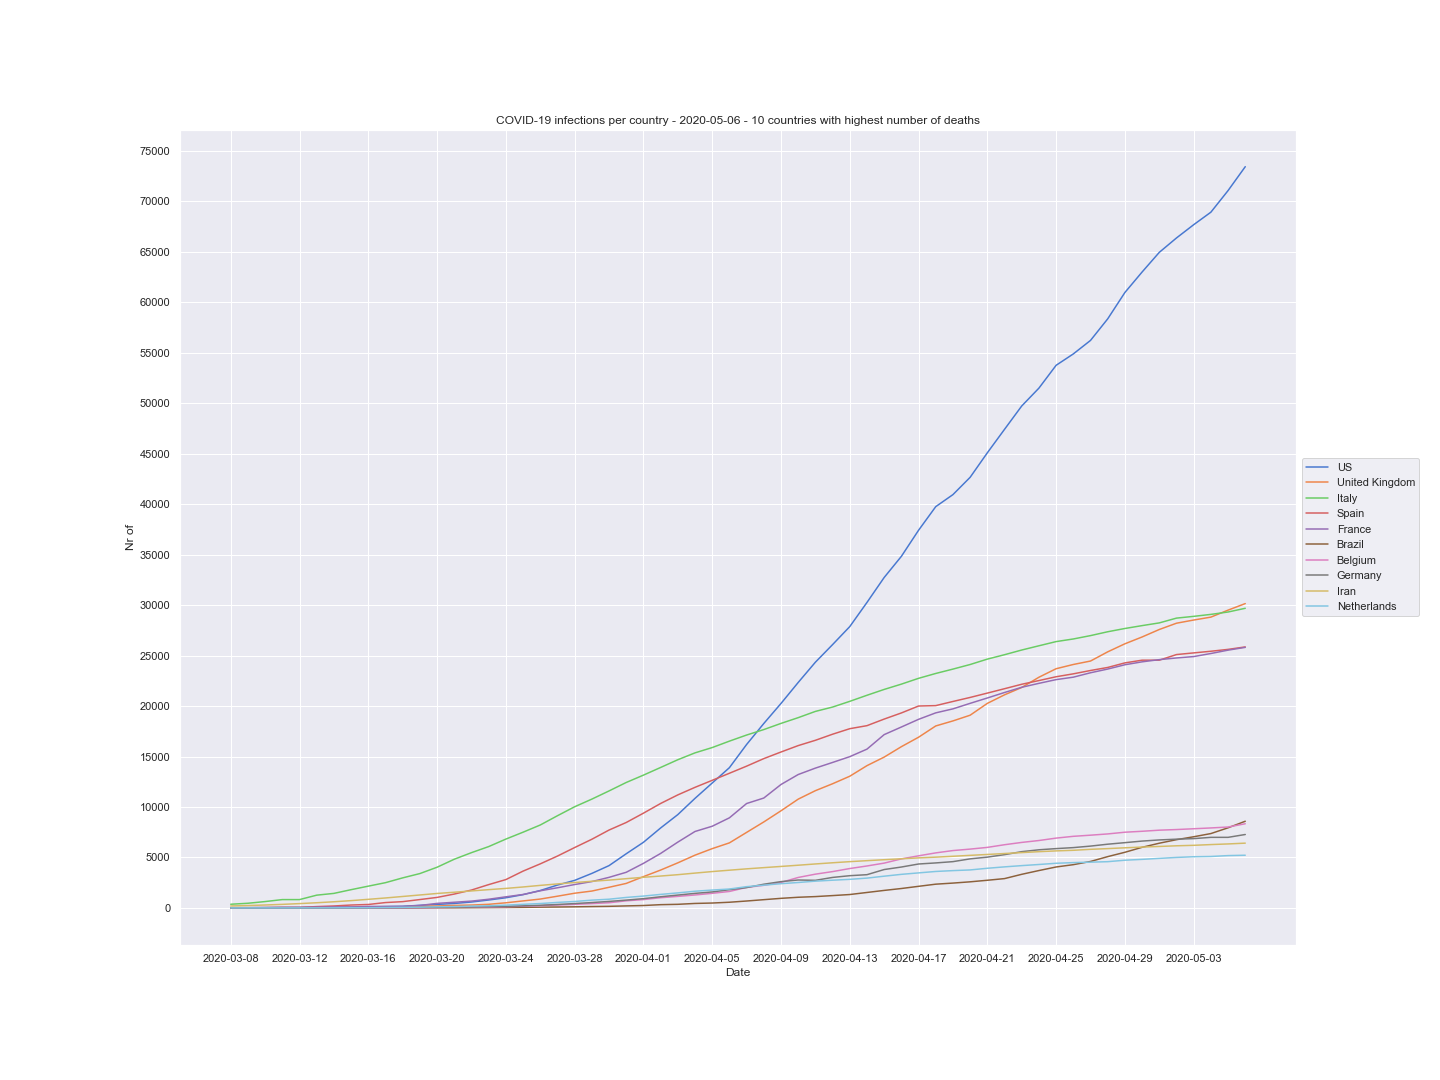 COVID-19 infections per country - 2020-05-06 - 10 countries with highest number of deaths
75000
70000
65000
60000
55000
50000
45000
40000
35000
30000
25000
20000
15000
10000
5000
0
Nr of
2020-03-08 2020-03-12 2020-03-16 2020-03-20 2020-03-24 2020-03-28 2020-04-01 2020-04-05 2020-04-09 2020-04-13 2020-04-17 2020-04-21 2020-04-25 2020-04-29 2020-05-03
Date
US
United Kingdom
Italy
Spain
France
Brazil
Belgium
Germany
Iran
Netherlands